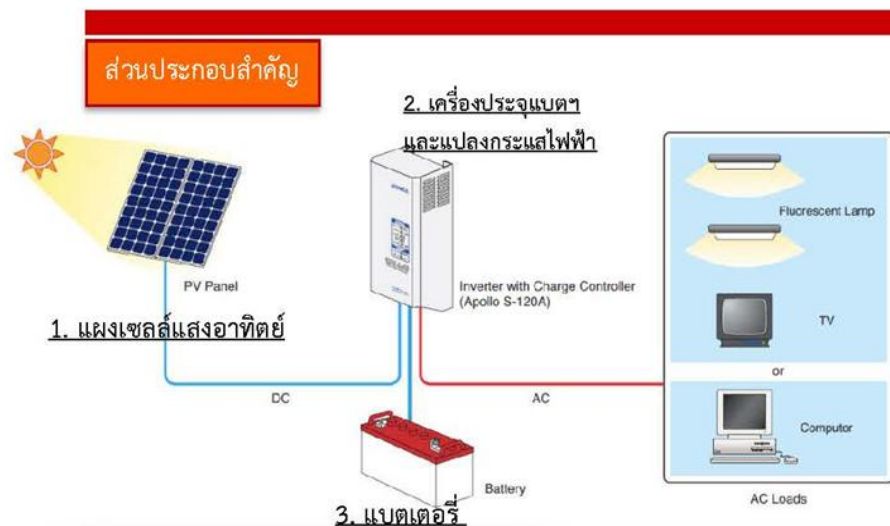 ส่วนประกอบสำคัญ
2. เครื่องประจุแบตฯ
และแปลงกระแสไฟฟ้า
Flucrescent Lamp
PV Panel
Inverter with Charge Controller
(Apollo S-120A)
1. แผงเซลล์แสงอาทิตย์
TV
or
DC
AC
Computor
Battery
AC Loads
3. แบตเตอรี่